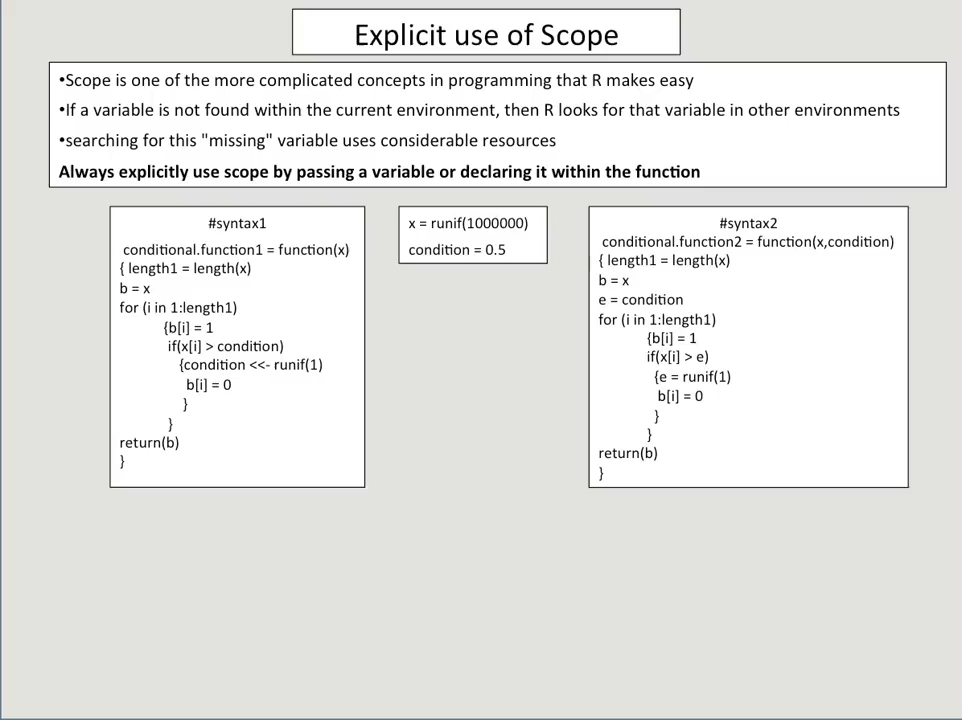 Explicit use of Scope
•Scope is one of the more complicated concepts in programming that R makes easy
•If a variable is not found within the current environment, then R looks for that variable in other environments
•searching for this "missing" variable uses considerable resources
Always explicitly use scope by passing a variable or declaring it within the function
#syntax1
conditional.function1 = function(x)
{ length1 = length(x)
b = x
for (i in 1:length1)
{b[i] = 1
if(x[i] > condition)
{condition <<- runif(1)
b[i] = 0
}
}
return(b)
}
x = runif(1000000)
condition = 0.5
#syntax2
conditional.function2 = function(x,condition)
{ length1 = length(x)
b = x
e = condition
for (i in 1:length1)
{b[i] = 1
if(x[i] > e)
{e = runif(1)
b[i] = 0
}
}
return(b)
}